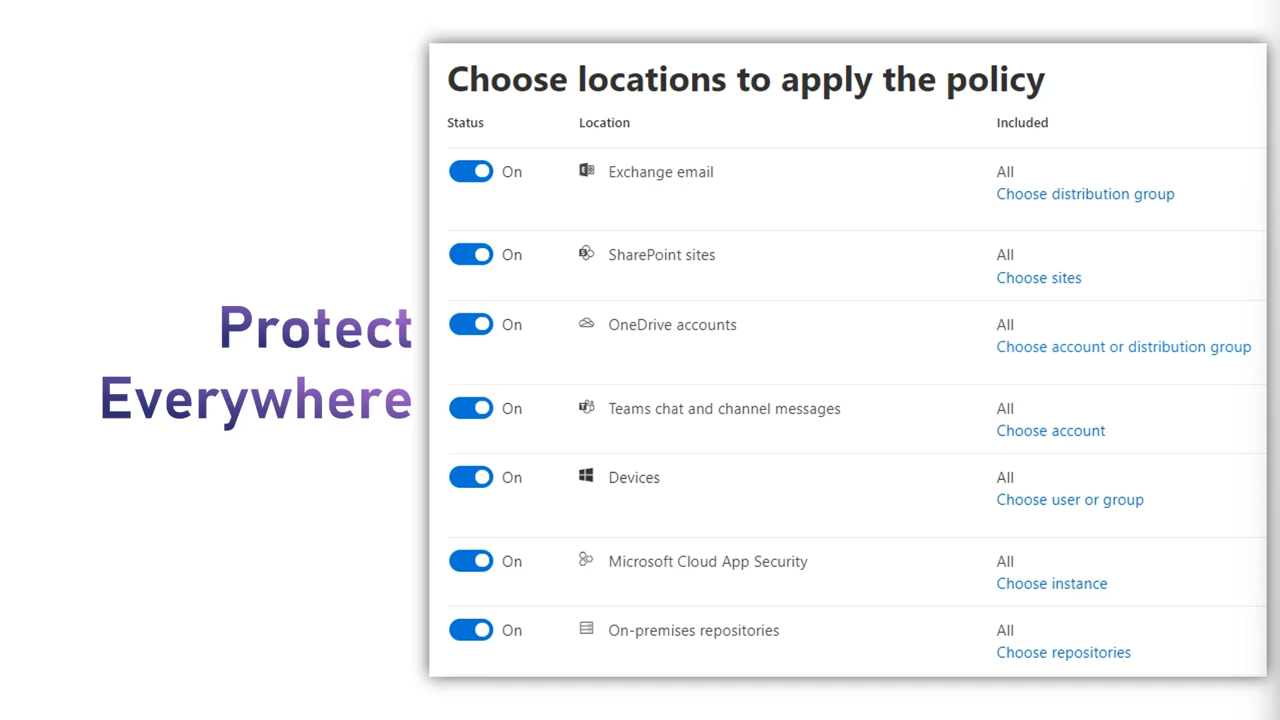 Protect
Everywhere
Choose locations to apply the policy
Status Location Included
On Exchange email All
Choose distribution group
On SharePoint sites All
Choose sites
On OneDrive accounts All
Choose account or distribution group
On Teams chat and channel messages All
Choose account
On Devices All
Choose user or group
On Microsoft Cloud App Security All
Choose instance
On On-premises repositories All
Choose repositories